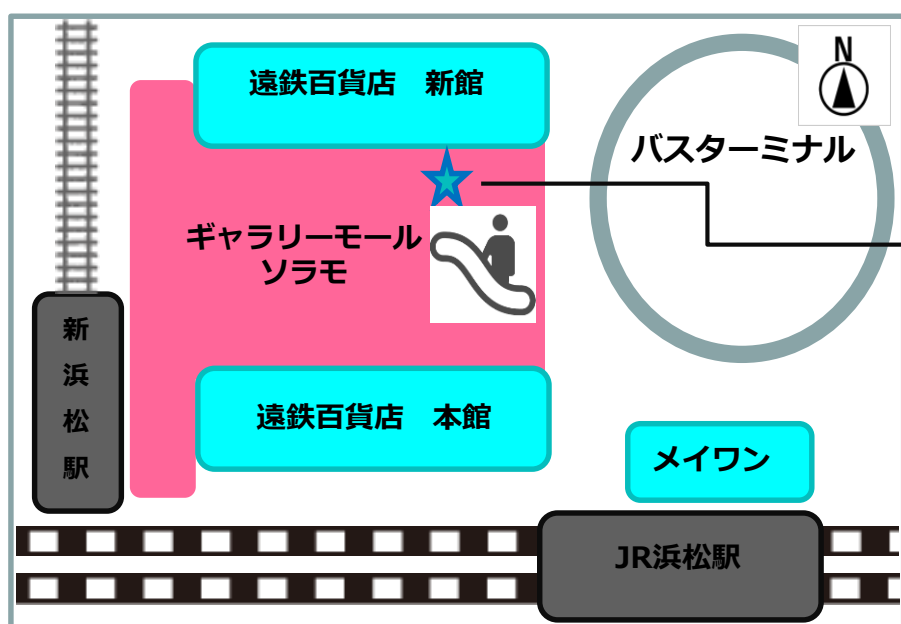 遠鉄百貨店　新館
N
バスターミナル
ギャラリーモール
ソラモ
新浜松駅
遠鉄百貨店　本館
メイワン
JR浜松駅